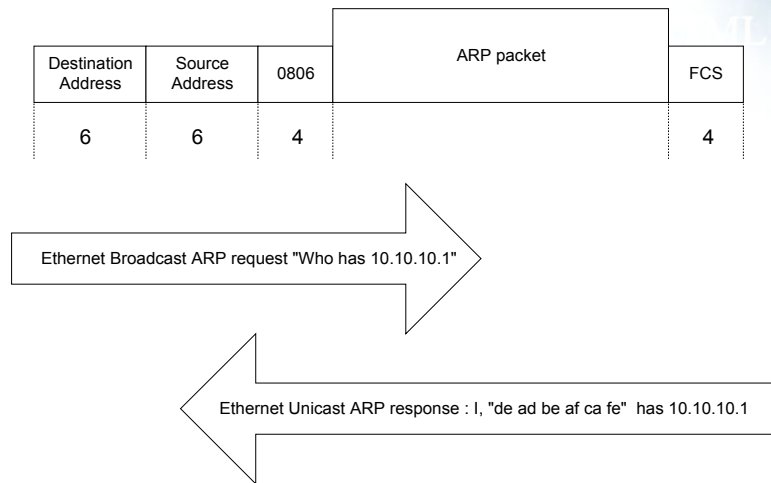 Destination
Address
Source
Address
0806
ARP packet
FCS
6
6
4
4
Ethernet Broadcast ARP request "Who has 10.10.10.1"
Ethernet Unicast ARP response : I, "de ad be af ca fe" has 10.10.10.1